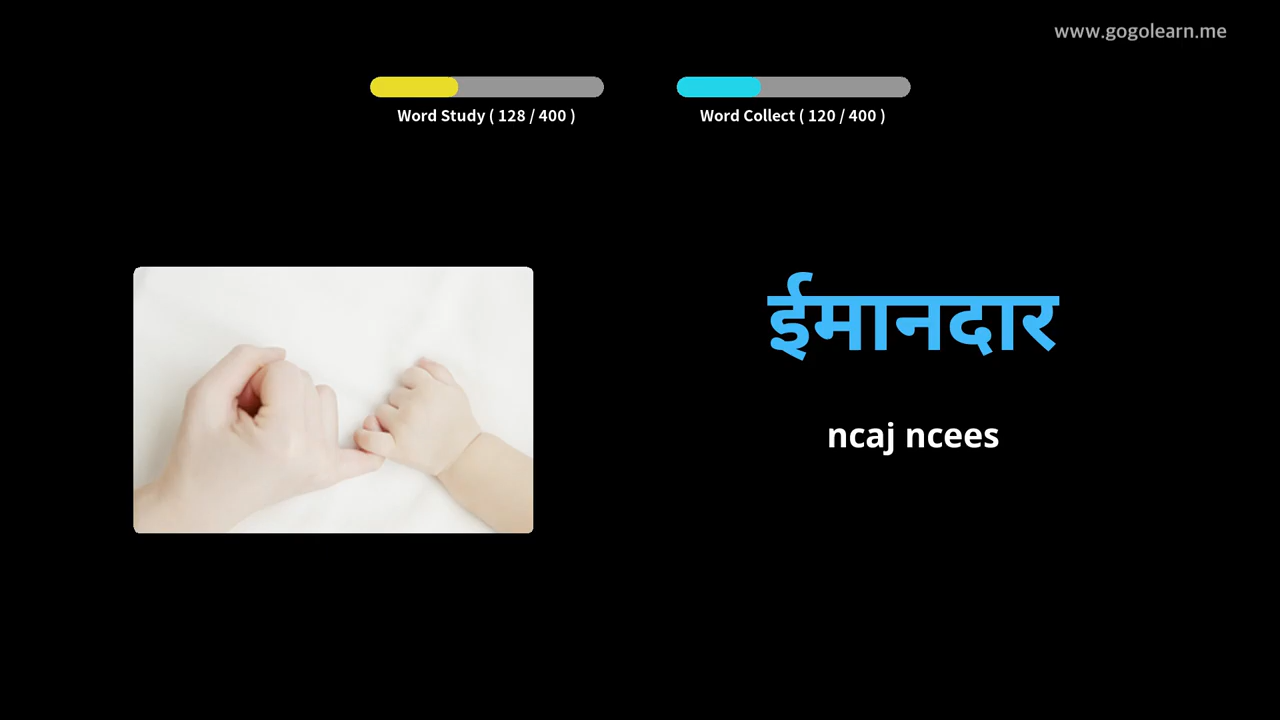 www.gogolearn.me
Word Study ( 128 / 400 )
Word Collect ( 120 / 400 )
ईमानदार
ncaj ncees